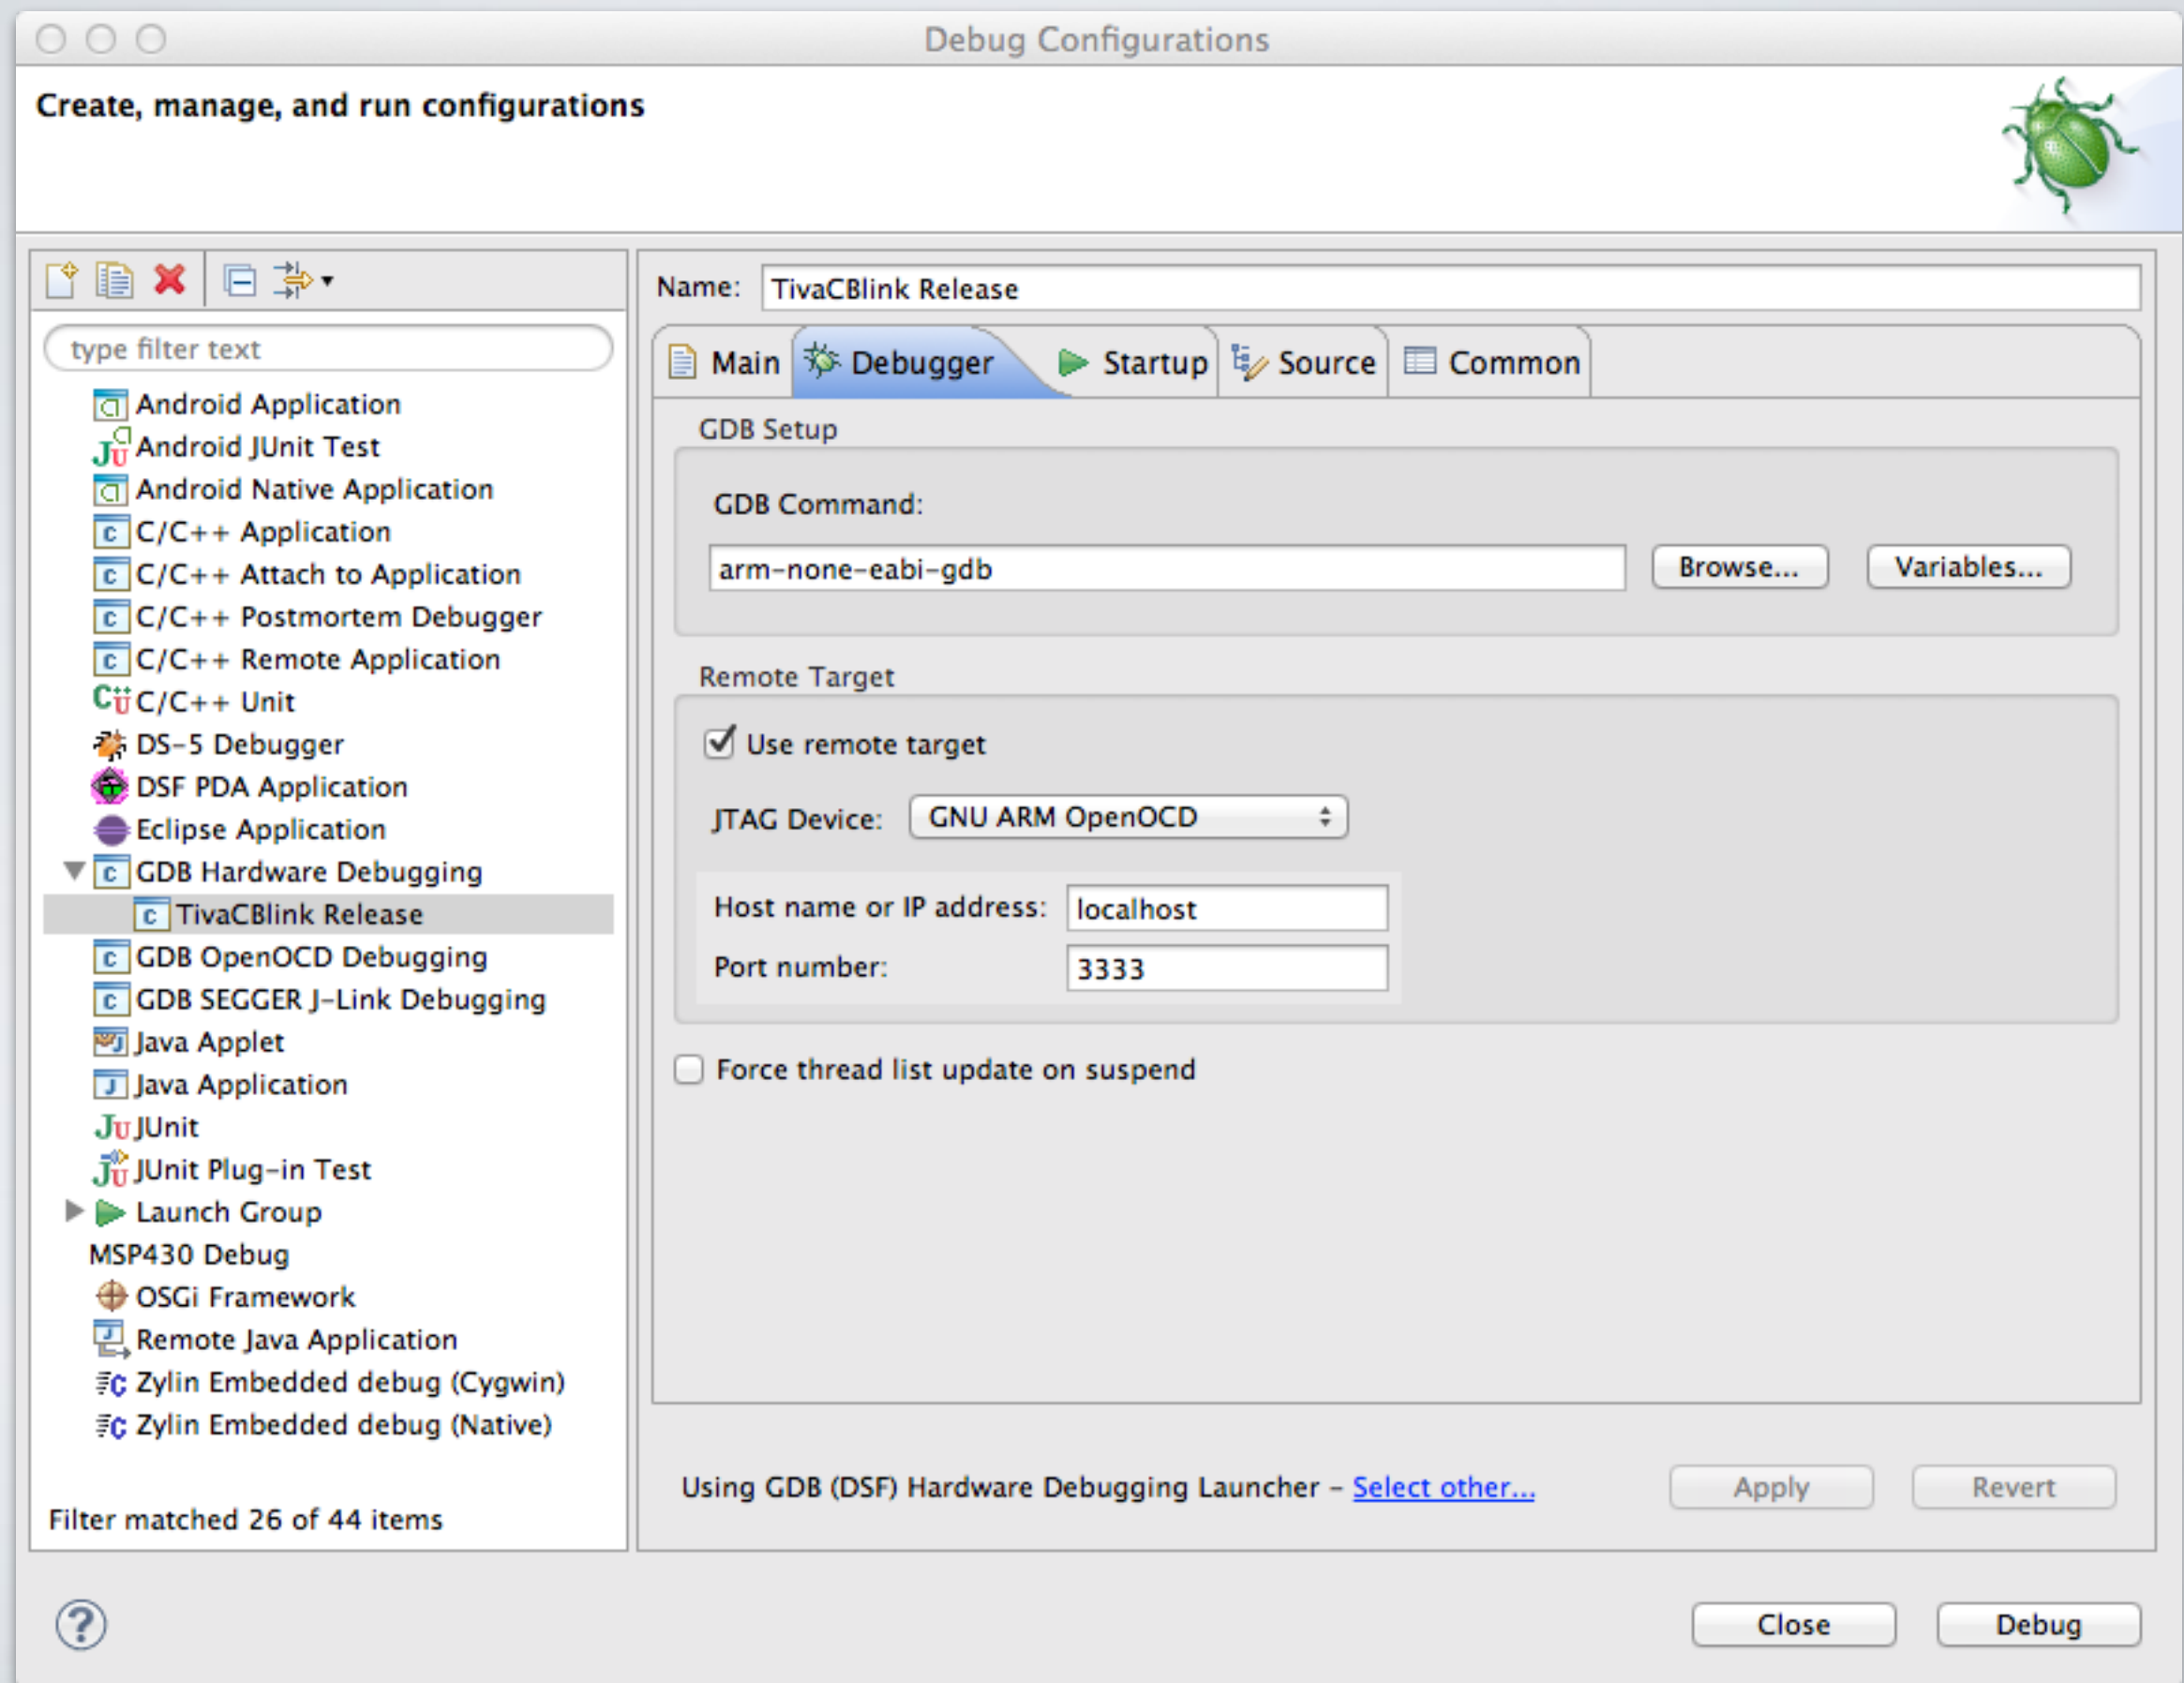 Debug Configurations
Create, manage, and run configurations
type filter text
Android Application
Android JUnit Test
Android Native Application
C/C++ Application
C/C++ Attach to Application
C/C++ Postmortem Debugger
C/C++ Remote Application
C/C++ Unit
DS-5 Debugger
DSF PDA Application
Eclipse Application
GDB Hardware Debugging
TivaCBlink Release
GDB OpenOCD Debugging
GDB SEGGER J-Link Debugging
Java Applet
Java Application
JUnit
JUnit Plug-in Test
Launch Group
MSP430 Debug
OSGi Framework
Remote Java Application
Zylin Embedded debug (Cygwin)
Zylin Embedded debug (Native)
Filter matched 26 of 44 items
Name: TivaCBlink Release
Main Debugger Startup Source Common
GDB Setup
GDB Command:
arm-none-eabi-gdb Browse... Variables...
Remote Target
Use remote target
JTAG Device: GNU ARM OpenOCD
Host name or IP address: localhost
Port number: 3333
Force thread list update on suspend
Using GDB (DSF) Hardware Debugging Launcher - Select other... Apply Revert
? Close Debug